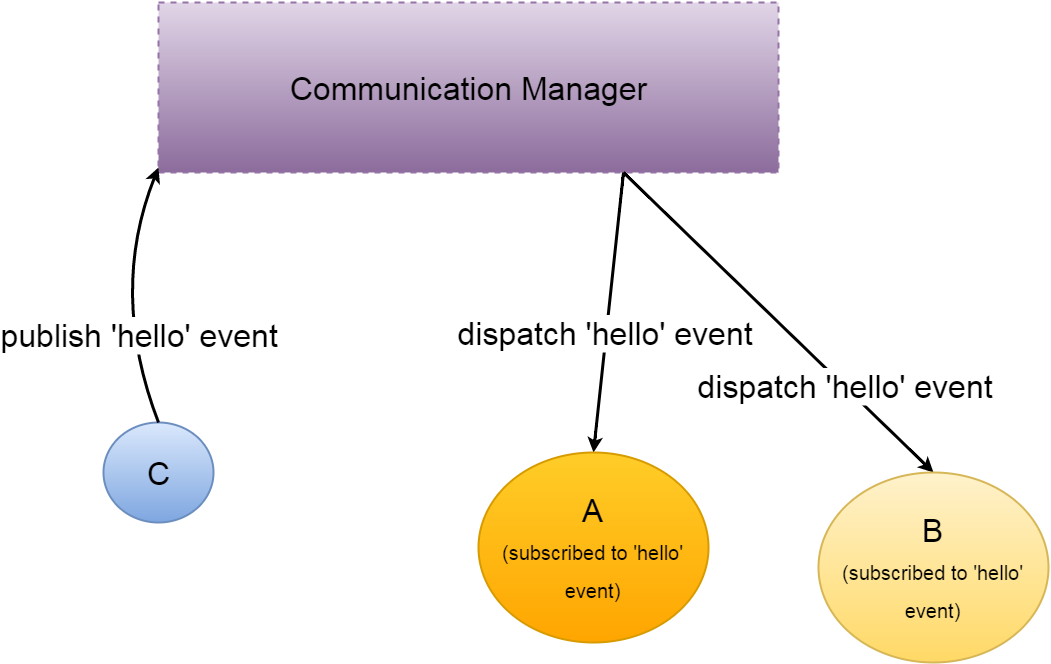 Communication Manager
publish 'hello' event
dispatch 'hello' event
dispatch 'hello' event
C
A
(subscribed to 'hello'
event)
B
(subscribed to 'hello'
event)